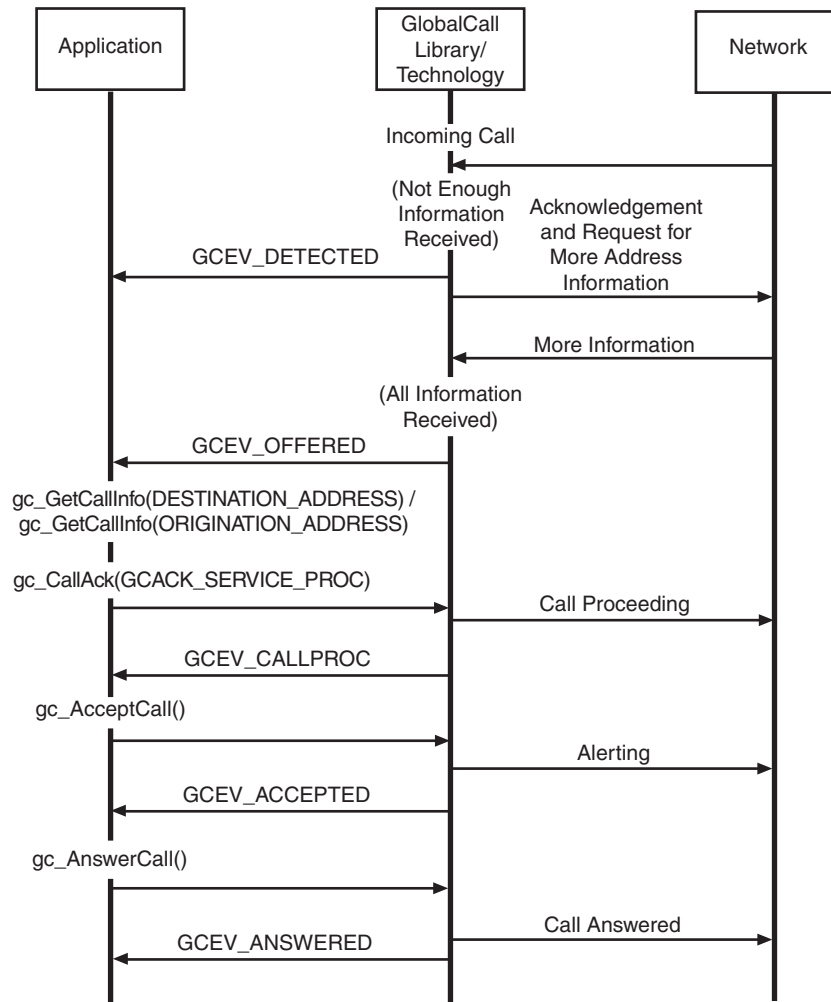 Application
GlobalCall
Library/
Technology
Network
Incoming Call
(Not Enough
Information
Received)
Acknowledgement
and Request for
More Address
Information
GCEV_DETECTED
More Information
(All Information
Received)
GCEV_OFFERED
gc_GetCallInfo(DESTINATION_ADDRESS) /
gc_GetCallInfo(ORIGINATION_ADDRESS)
gc_CallAck(GCACK_SERVICE_PROC)
Call Proceeding
GCEV_CALLPROC
gc_AcceptCall()
Alerting
GCEV_ACCEPTED
gc_AnswerCall()
Call Answered
GCEV_ANSWERED